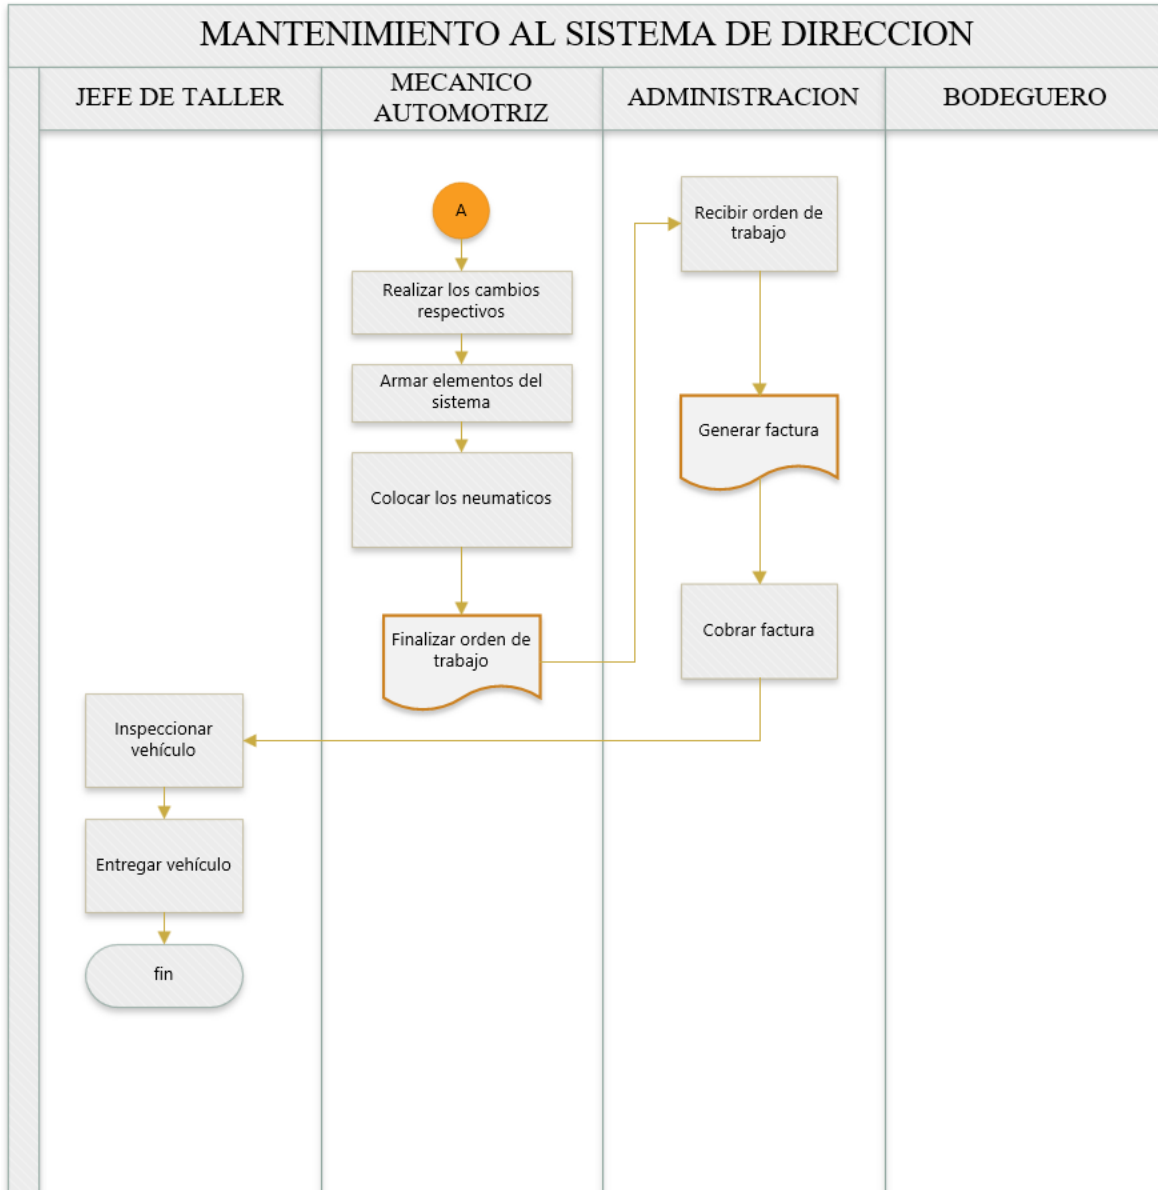 MANTENIMIENTO AL SISTEMA DE DIRECCION
JEFE DE TALLER
MECANICO
AUTOMOTRIZ
ADMINISTRACION
BODEGUERO
A
Realizar los cambios
respectivos
Armar elementos del
sistema
Colocar los neumaticos
Finalizar orden de
trabajo
Recibir orden de
trabajo
Generar factura
Cobrar factura
Inspeccionar
vehículo
Entregar vehículo
fin